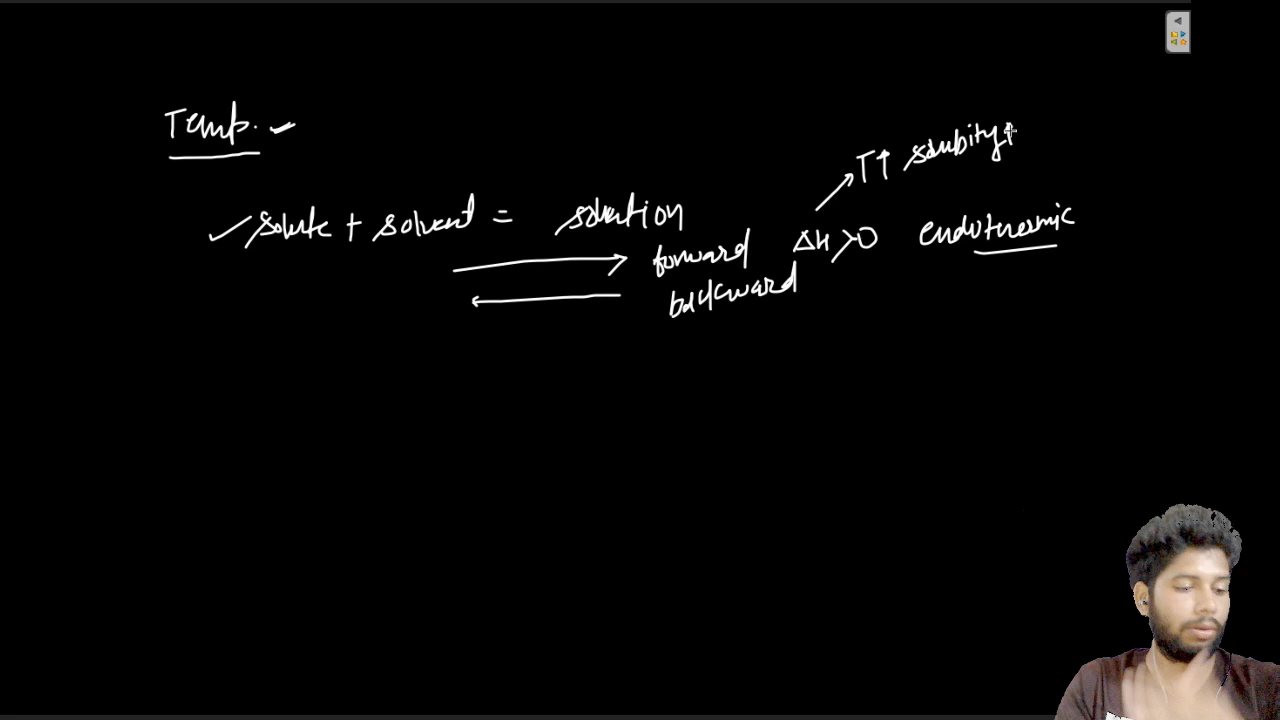 Temp.
T↑ solubity↑
solute + solvent = solution
forward ΔH>0 endothermic
backward